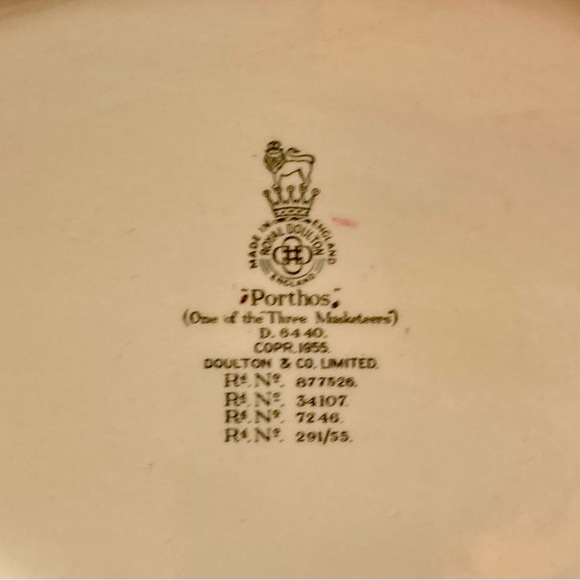 MADE IN ENGLAND
ROYAL DOULTON
ENGLAND
"Porthos"
(One of the "Three Musketeers")
D. 6440.
COPR. 1955.
DOULTON & CO. LIMITED.
Rd. No. 877526.
Rd. No. 34107.
Rd. No. 7246.
Rd. No. 291/55.